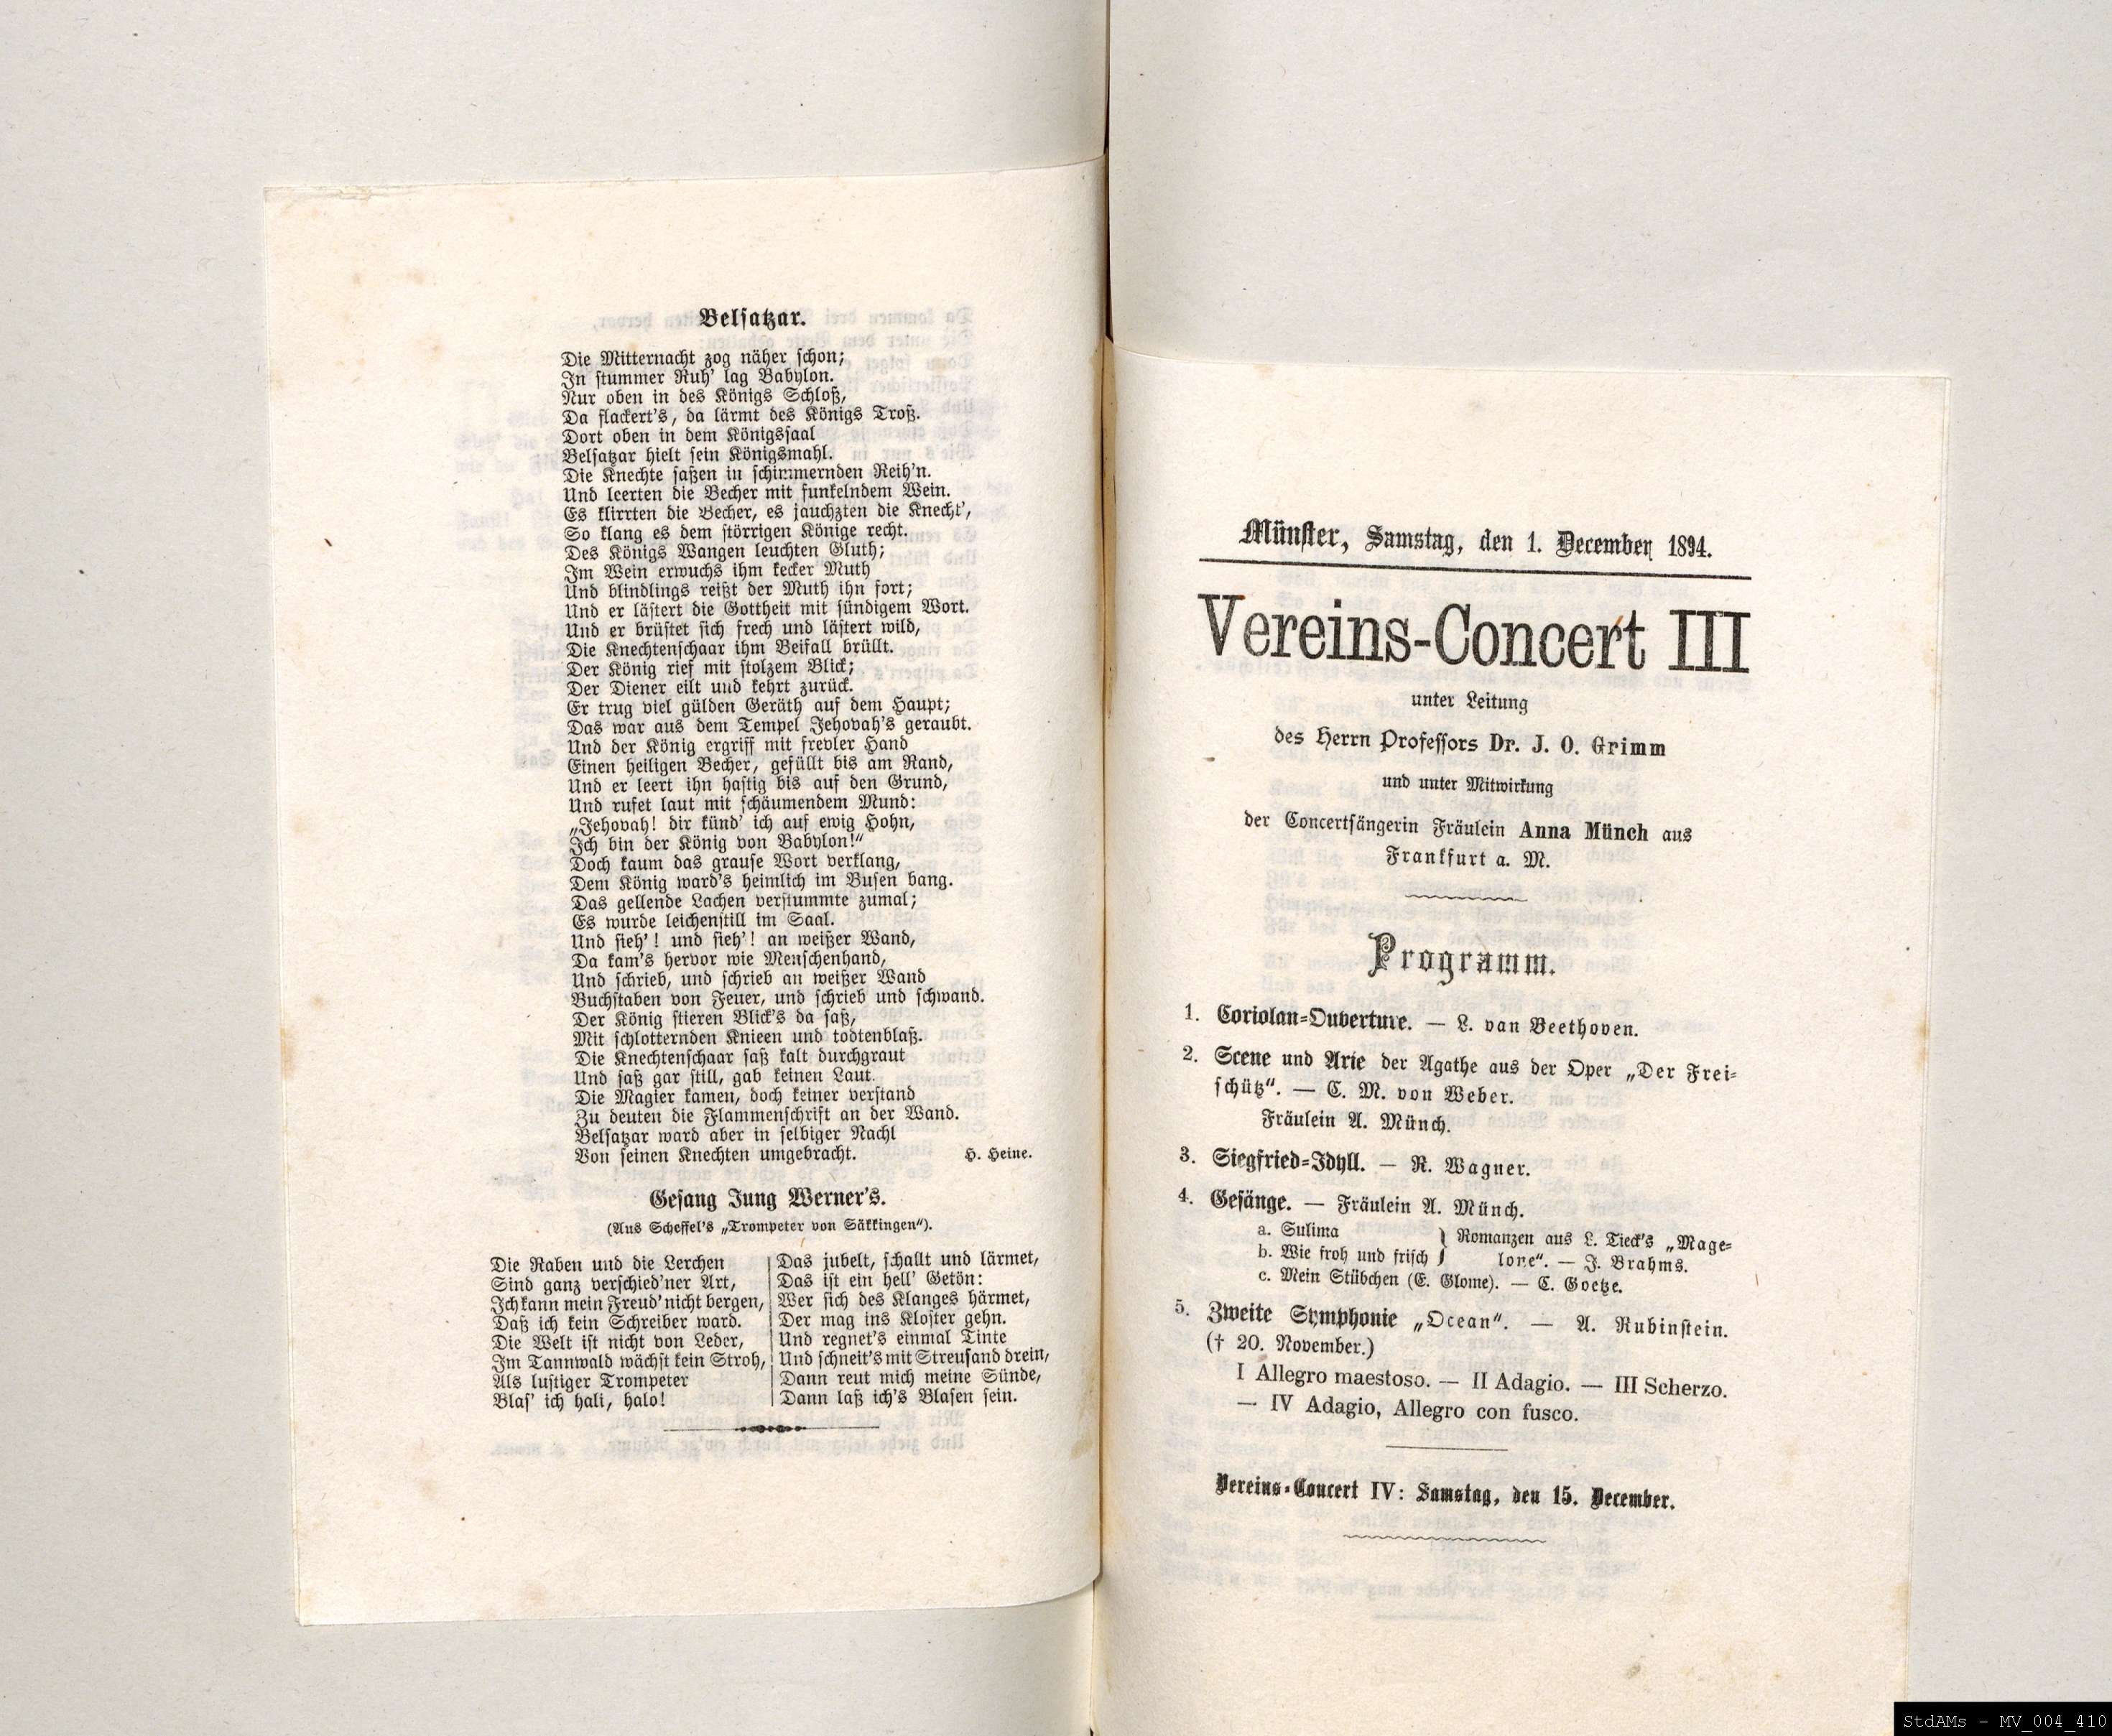 Belsatzar.
Die Mitternacht zog näher schon;
In stummer Ruh' lag Babylon.
Nur oben in des Königs Schloß,
Da flackert's, da lärmt des Königs Troß.
Dort oben in dem Königssaal
Belsatzar hielt sein Königsmahl.
Die Knechte saßen in schimmernden Reih'n.
Und leerten die Becher mit funkelndem Wein.
Es klirrten die Becher, es jauchzten die Knecht',
So klang es dem störrigen Könige recht.
Des Königs Wangen leuchten Gluth;
Im Wein erwuchs ihm kecker Muth
Und blindlings reißt der Muth ihn fort;
Und er lästert die Gottheit mit sündigem Wort.
Und er brüstet sich frech und lästert wild,
Die Knechtenschaar ihm Beifall brüllt.
Der König rief mit stolzem Blick;
Der Diener eilt und kehrt zurück.
Er trug viel gülden Geräth auf dem Haupt;
Das war aus dem Tempel Jehovah's geraubt.
Und der König ergriff mit frevler Hand
Einen heiligen Becher, gefüllt bis am Rand,
Und er leert ihn hastig bis auf den Grund,
Und rufet laut mit schäumendem Mund:
„Jehovah! dir künd' ich auf ewig Hohn,
Ich bin der König von Babylon!“
Doch kaum das grause Wort verklang,
Dem König ward's heimlich im Busen bang.
Das gellende Lachen verstummte zumal;
Es wurde leichenstill im Saal.
Und sieh'! und sieh'! an weißer Wand,
Da kam's hervor wie Menschenhand,
Und schrieb, und schrieb an weißer Wand
Buchstaben von Feuer, und schrieb und schwand.
Der König stieren Blick's da saß,
Mit schlotternden Knieen und todtenblaß.
Die Knechtenschaar saß kalt durchgraut
Und saß gar still, gab keinen Laut.
Die Magier kamen, doch keiner verstand
Zu deuten die Flammenschrift an der Wand.
Belsatzar ward aber in selbiger Nachl
Von seinen Knechten umgebracht. H. Heine.
Gesang Jung Werner's.
(Aus Scheffel's „Trompeter von Säkkingen“).
Die Raben und die Lerchen
Sind ganz verschied'ner Art,
Ich kann mein Freud' nicht bergen,
Daß ich kein Schreiber ward.
Die Welt ist nicht von Leder,
Im Tannwald wächst kein Stroh,
Als lustiger Trompeter
Blas' ich hali, halo!
Das jubelt, schallt und lärmet,
Das ist ein hell' Getön:
Wer sich des Klanges härmet,
Der mag ins Kloster gehn.
Und regnet's einmal Tinte
Und schneit's mit Streusand drein,
Dann reut mich meine Sünde,
Dann laß ich's Blasen sein.
Münster, Samstag, den 1. December 1894.
Vereins-Concert III
unter Leitung
des Herrn Professors Dr. J. O. Grimm
und unter Mitwirkung
der Concertsängerin Fräulein Anna Münch aus
Frankfurt a. M.
Programm.
1. Coriolan-Ouverture. — L. van Beethoven.
2. Scene und Arie der Agathe aus der Oper „Der Frei-
schütz“. — C. M. von Weber.
Fräulein A. Münch.
3. Siegfried-Idyll. — R. Wagner.
4. Gesänge. — Fräulein A. Münch.
a. Sulima } Romanzen aus L. Tieck's „Mage-
b. Wie froh und frisch } lone“. — J. Brahms.
c. Mein Stübchen (E. Glome). — C. Goetze.
5. Zweite Symphonie „Ocean“. — A. Rubinstein.
(† 20. November.)
I Allegro maestoso. — II Adagio. — III Scherzo.
— IV Adagio, Allegro con fusco.
Vereins-Concert IV: Samstag, den 15. December.
StdAMs - MV_004_410